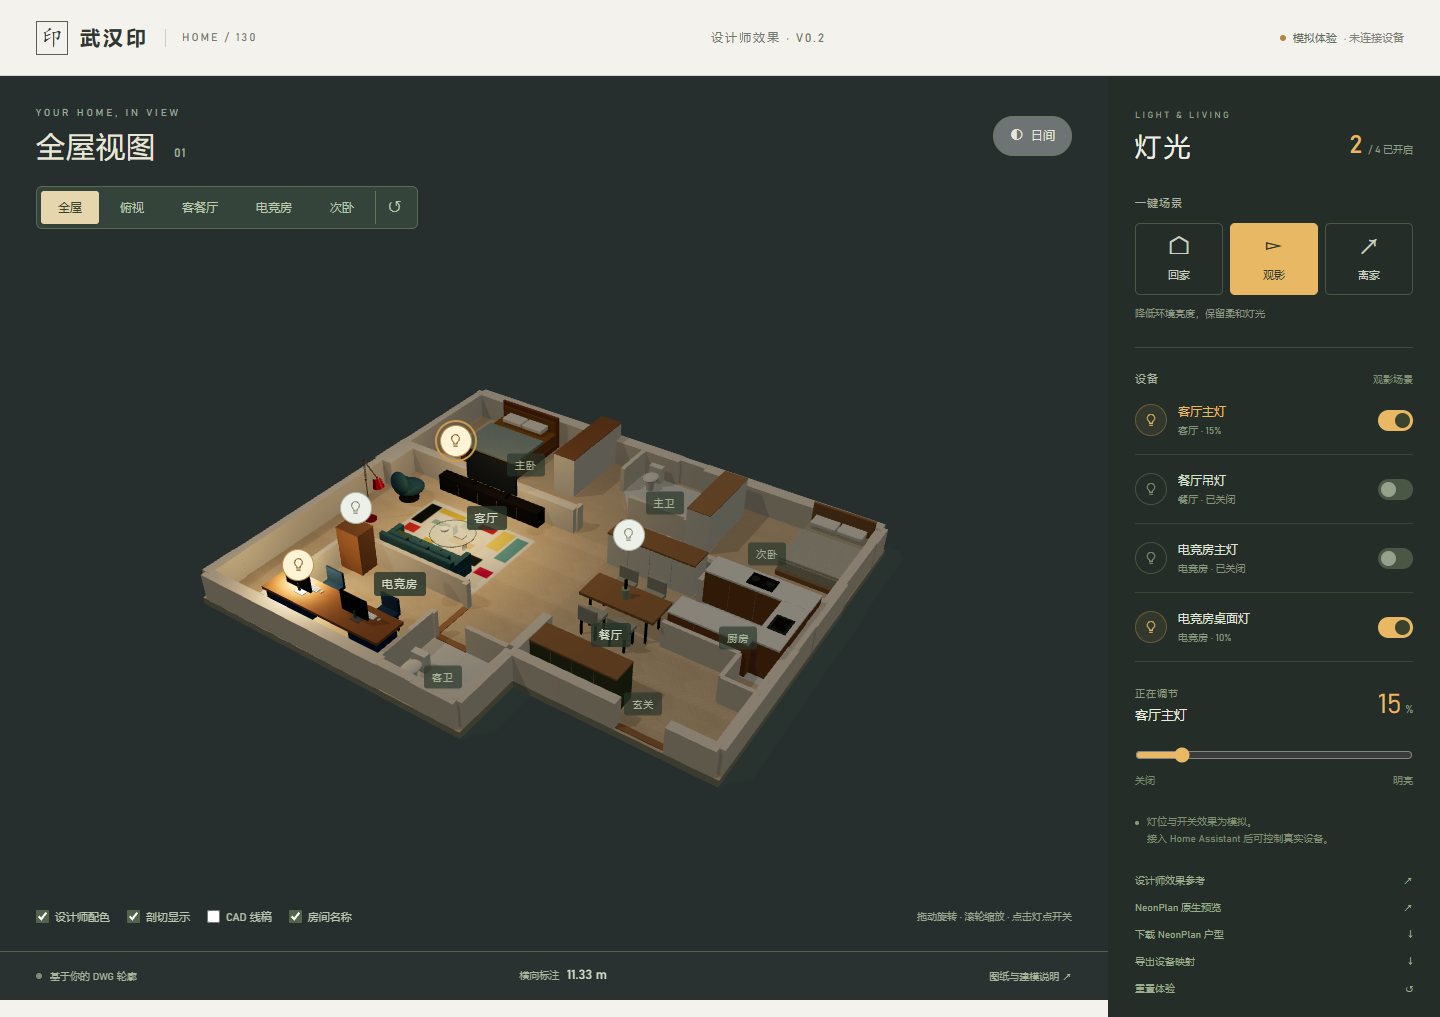 印 武汉印 HOME / 130
设计师效果 · V0.2
模拟体验 · 未连接设备
YOUR HOME, IN VIEW
全屋视图 01
日间
全屋 俯视 客餐厅 电竞房 次卧
主卧
主卫
客厅
次卧
电竞房
餐厅
厨房
客卫
玄关
设计师配色 剖切显示 CAD 线稿 房间名称
拖动旋转 · 滚轮缩放 · 点击灯点开关
基于你的 DWG 轮廓
横向标注 11.33 m
图纸与建模说明 ↗
LIGHT & LIVING
灯光 2 / 4 已开启
一键场景
回家 观影 离家
降低环境亮度，保留柔和灯光
设备 观影场景
客厅主灯
客厅 · 15%
餐厅吊灯
餐厅 · 已关闭
电竞房主灯
电竞房 · 已关闭
电竞房桌面灯
电竞房 · 10%
正在调节
客厅主灯 15 %
关闭 明亮
灯位与开关效果为模拟。
接入 Home Assistant 后可控制真实设备。
设计师效果参考 ↗
NeonPlan 原生预览 ↗
下载 NeonPlan 户型 ↓
导出设备映射 ↓
重置体验 ↺